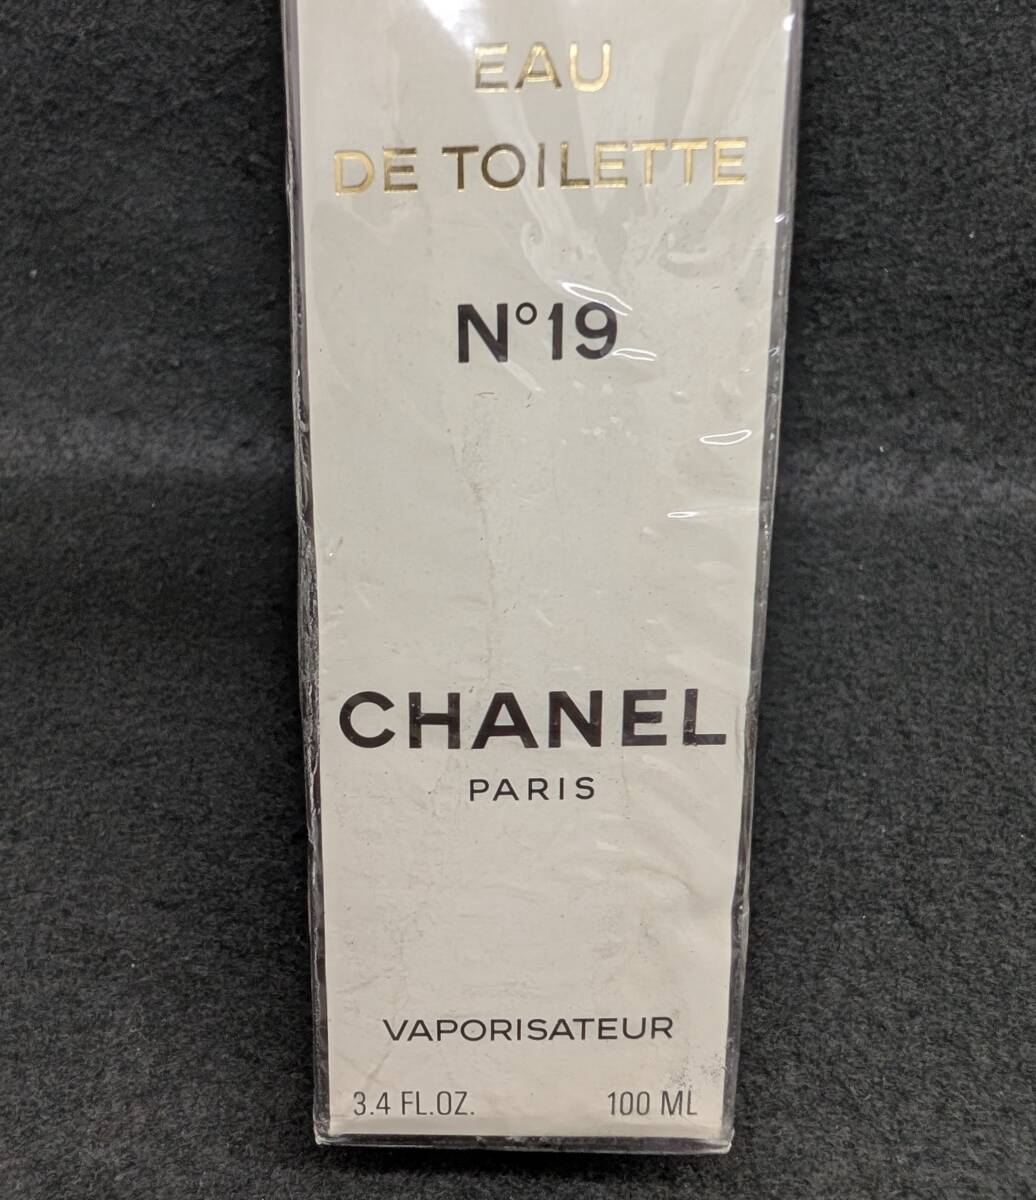 EAU
DE TOILETTE
N°19
CHANEL
PARIS
VAPORISATEUR
3.4 FL.OZ. 100 ML